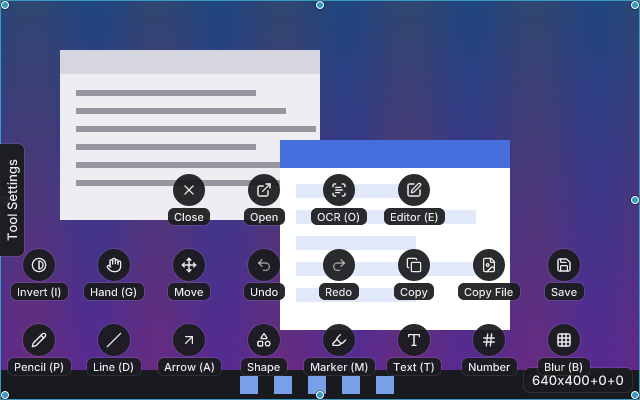 Tool Settings
Close
Open
OCR (O)
Editor (E)
Invert (I)
Hand (G)
Move
Undo
Redo
Copy
Copy File
Save
Pencil (P)
Line (D)
Arrow (A)
Shape
Marker (M)
Text (T)
Number
Blur (B)
640x400+0+0